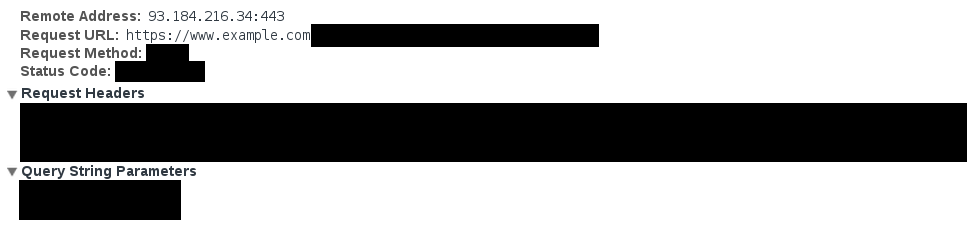 Remote Address: 93.184.216.34:443
Request URL: https://www.example.com
Request Method:
Status Code:
Request Headers
Query String Parameters